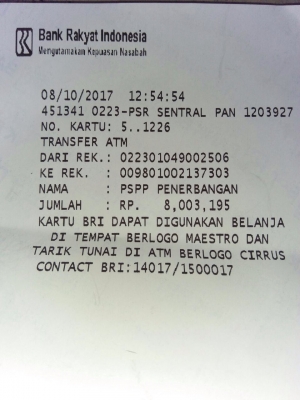 Bank Rakyat Indonesia
Mengutamakan Kepuasan Nasabah
08/10/2017 12:54:54
451341 0223-PSR SENTRAL PAN 1203927
NO. KARTU: 5..1226
TRANSFER ATM
DARI REK.: 022301049002506
KE REK. : 009801002137303
NAMA : PSPP PENERBANGAN
JUMLAH : RP. 8,003,195
KARTU BRI DAPAT DIGUNAKAN BELANJA
DI TEMPAT BERLOGO MAESTRO DAN
TARIK TUNAI DI ATM BERLOGO CIRRUS
CONTACT BRI:14017/1500017